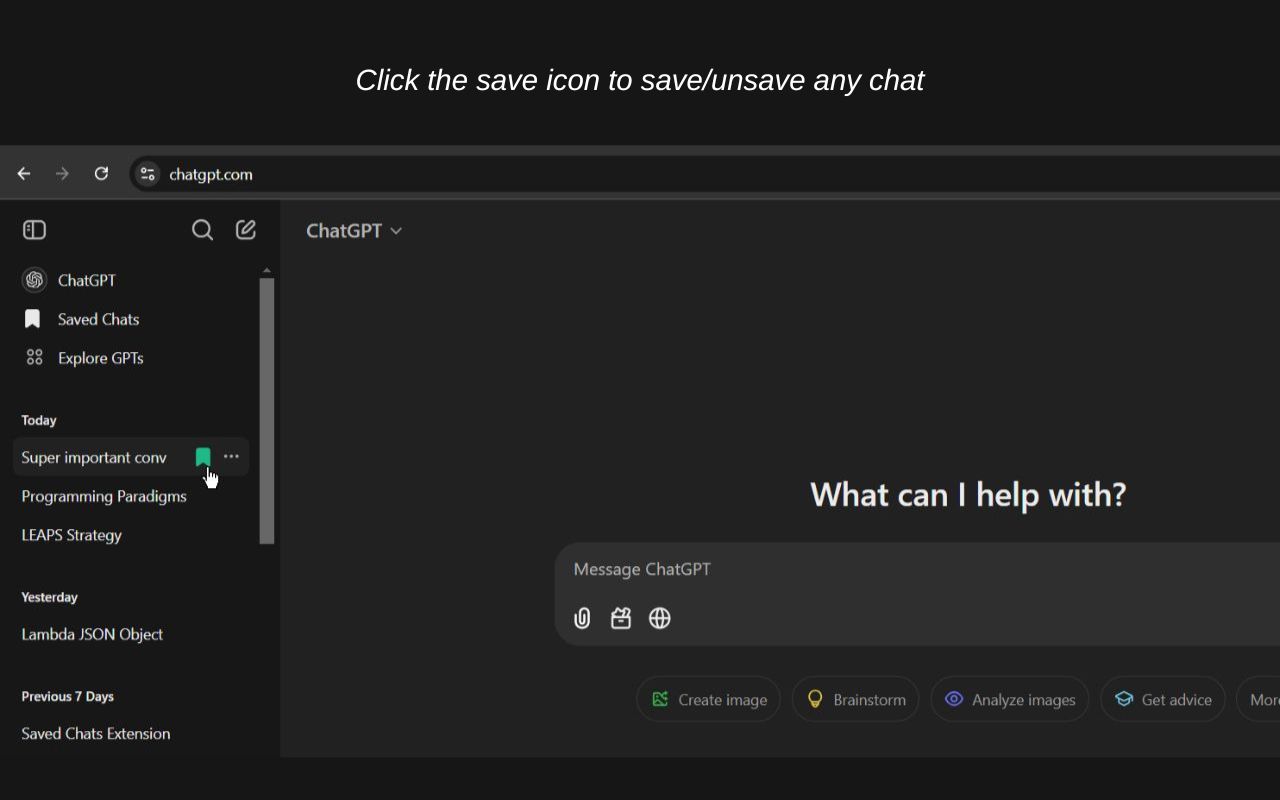 Click the save icon to save/unsave any chat
chatgpt.com
ChatGPT
ChatGPT
Saved Chats
Explore GPTs
Today
Super important conv
Programming Paradigms
LEAPS Strategy
Yesterday
Lambda JSON Object
Previous 7 Days
Saved Chats Extension
What can I help with?
Message ChatGPT
Create image
Brainstorm
Analyze images
Get advice
More